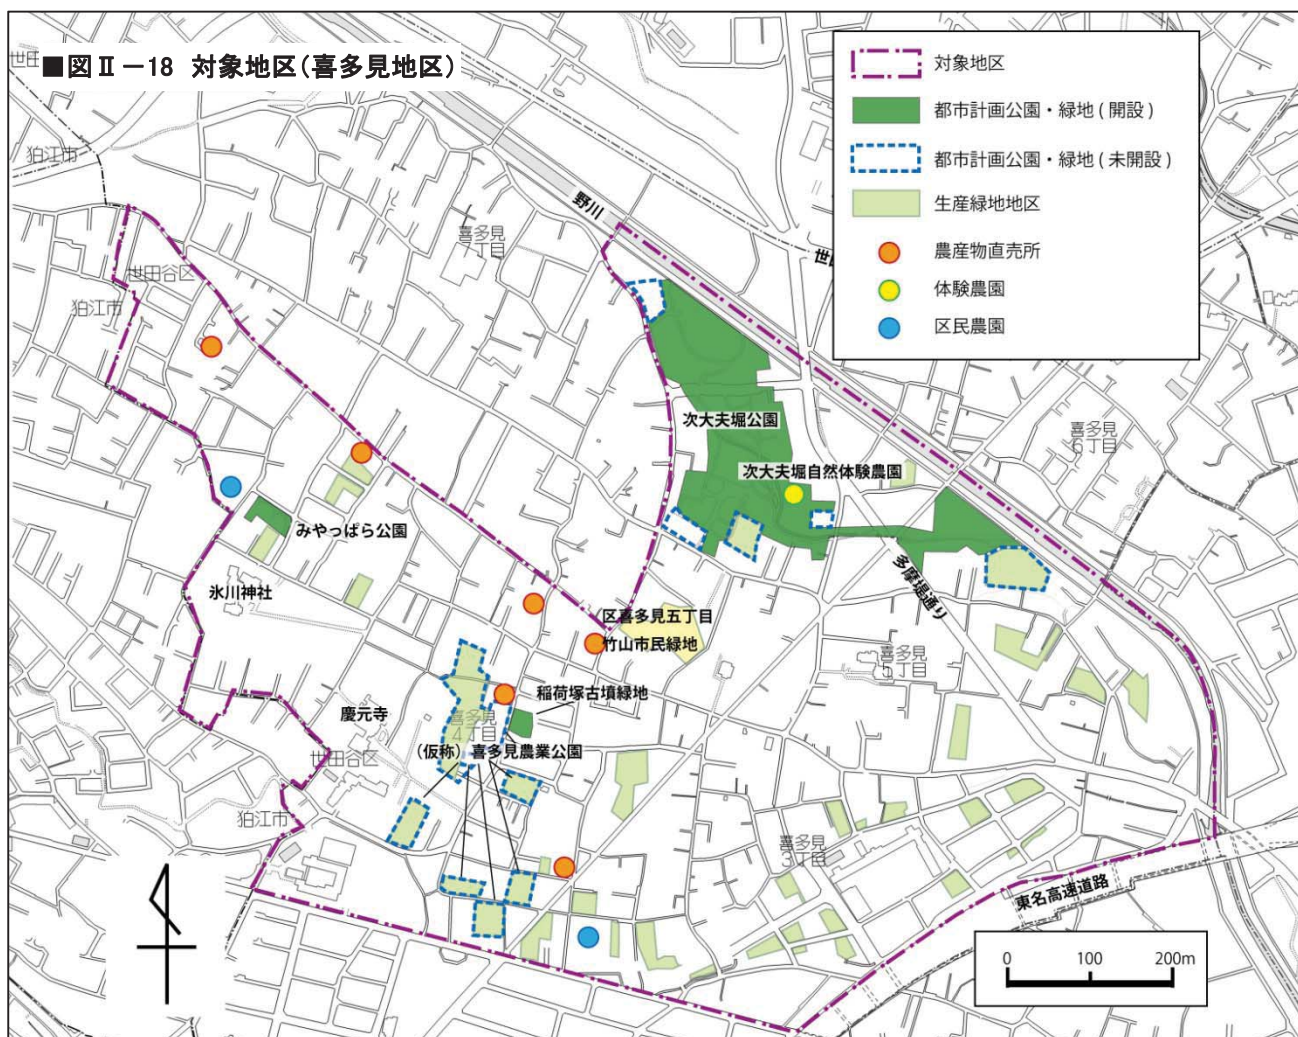 ■図Ⅱ－18 対象地区(喜多見地区)
対象地区
都市計画公園・緑地(開設)
都市計画公園・緑地(未開設)
生産緑地地区
農産物直売所
体験農園
区民農園
世田
狛江市
野川
喜多見
7丁目
世田
世田谷区
狛江市
次大夫堀公園
喜多見
6丁目
次大夫堀自然体験農園
みやっぱら公園
氷川神社
多摩堤通り
区喜多見五丁目
竹山市民緑地
喜多見
5丁目
稲荷塚古墳緑地
慶元寺
喜多見
4丁目
(仮称)喜多見農業公園
世田谷区
狛江市
喜多見
3丁目
東名高速道路
0 100 200m